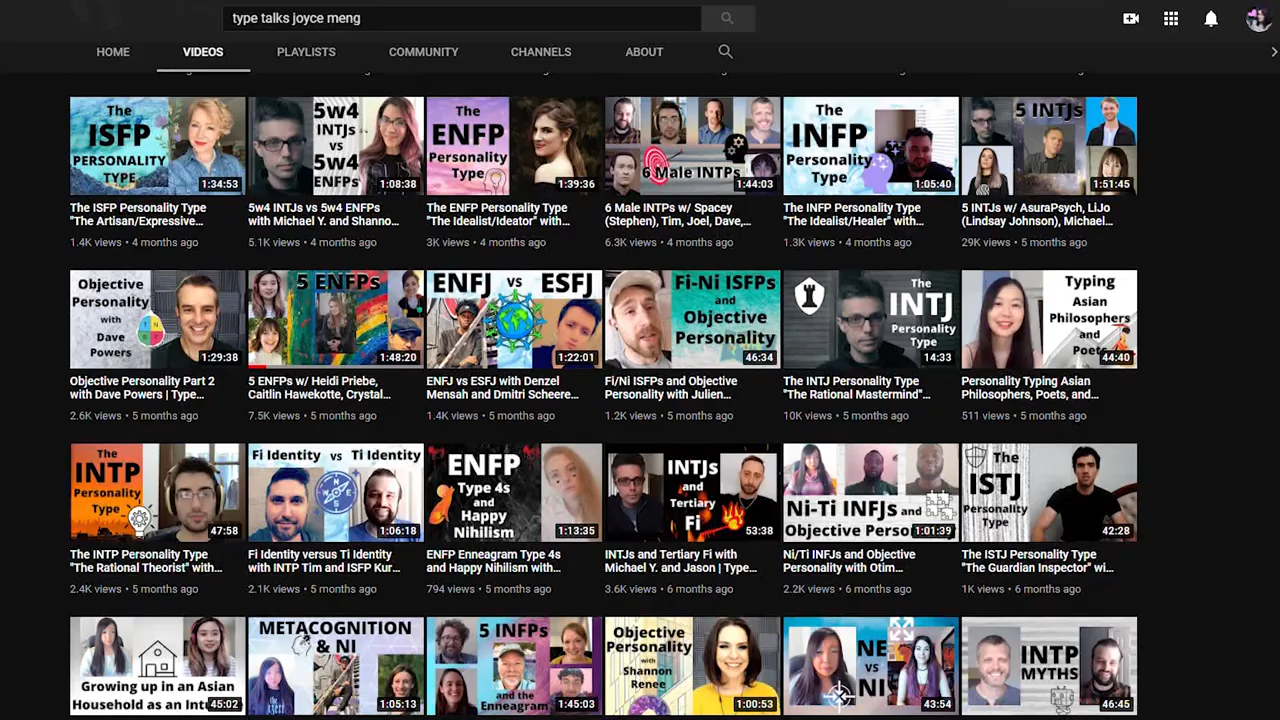 type talks joyce meng
HOME VIDEOS PLAYLISTS COMMUNITY CHANNELS ABOUT
The
ISFP
PERSONALITY
TYPE
1:34:53
5w4
INTJs
vs
5w4
ENFPs
1:08:38
The
ENFP
Personality
Type
1:39:36
6 Male INTPs
1:44:03
The
INFP
Personality
Type
1:05:40
5 INTJs
1:51:45
The ISFP Personality Type
"The Artisan/Expressive...
1.4K views • 4 months ago
5w4 INTJs vs 5w4 ENFPs
with Michael Y. and Shanno...
5.1K views • 4 months ago
The ENFP Personality Type
"The Idealist/Ideator" with...
3K views • 4 months ago
6 Male INTPs w/ Spacey
(Stephen), Tim, Joel, Dave,...
6.3K views • 4 months ago
The INFP Personality Type
"The Idealist/Healer" with...
1.3K views • 4 months ago
5 INTJs w/ AsuraPsych, LiJo
(Lindsay Johnson), Michael...
29K views • 5 months ago
Objective
Personality
with
Dave
Powers
T N
F S
1:29:38
5 ENFPs
1:48:20
ENFJ vs ESFJ
1:22:01
Fi-Ni ISFPs
and
Objective
Personality
46:34
The
INTJ
Personality
Type
14:33
Typing
Asian
Philosophers
and
Poets
44:40
Objective Personality Part 2
with Dave Powers | Type...
2.6K views • 5 months ago
5 ENFPs w/ Heidi Priebe,
Caitlin Hawekotte, Crystal...
7.5K views • 5 months ago
ENFJ vs ESFJ with Denzel
Mensah and Dmitri Scheere...
1.4K views • 5 months ago
Fi/Ni ISFPs and Objective
Personality with Julien...
1.2K views • 5 months ago
The INTJ Personality Type
"The Rational Mastermind"...
10K views • 5 months ago
Personality Typing Asian
Philosophers, Poets, and...
511 views • 5 months ago
The
INTP
Personality
Type
47:58
Fi Identity vs Ti Identity
1:06:18
ENFP
Type 4s
and
Happy
Nihilism
1:13:35
INTJs
and
Tertiary
Fi
53:38
Ni-Ti INFJs and
Objective
1:01:39
The
ISTJ
Personality
Type
42:28
The INTP Personality Type
"The Rational Theorist" with...
2.4K views • 5 months ago
Fi Identity versus Ti Identity
with INTP Tim and ISFP Kur...
2.1K views • 5 months ago
ENFP Enneagram Type 4s
and Happy Nihilism with...
794 views • 5 months ago
INTJs and Tertiary Fi with
Michael Y. and Jason | Type...
3.6K views • 6 months ago
Ni/Ti INFJs and Objective
Personality with Otim...
2.2K views • 6 months ago
The ISTJ Personality Type
"The Guardian Inspector" wi...
1K views • 6 months ago
Growing up in an Asian
Household as an
45:02
METACOGNITION
& NI
1:05:13
5 INFPs
and the
Enneagram
1:45:03
Objective
Personality
with
Shannon
Renee
1:00:53
NE
vs
NI
43:54
INTP
MYTHS
46:45